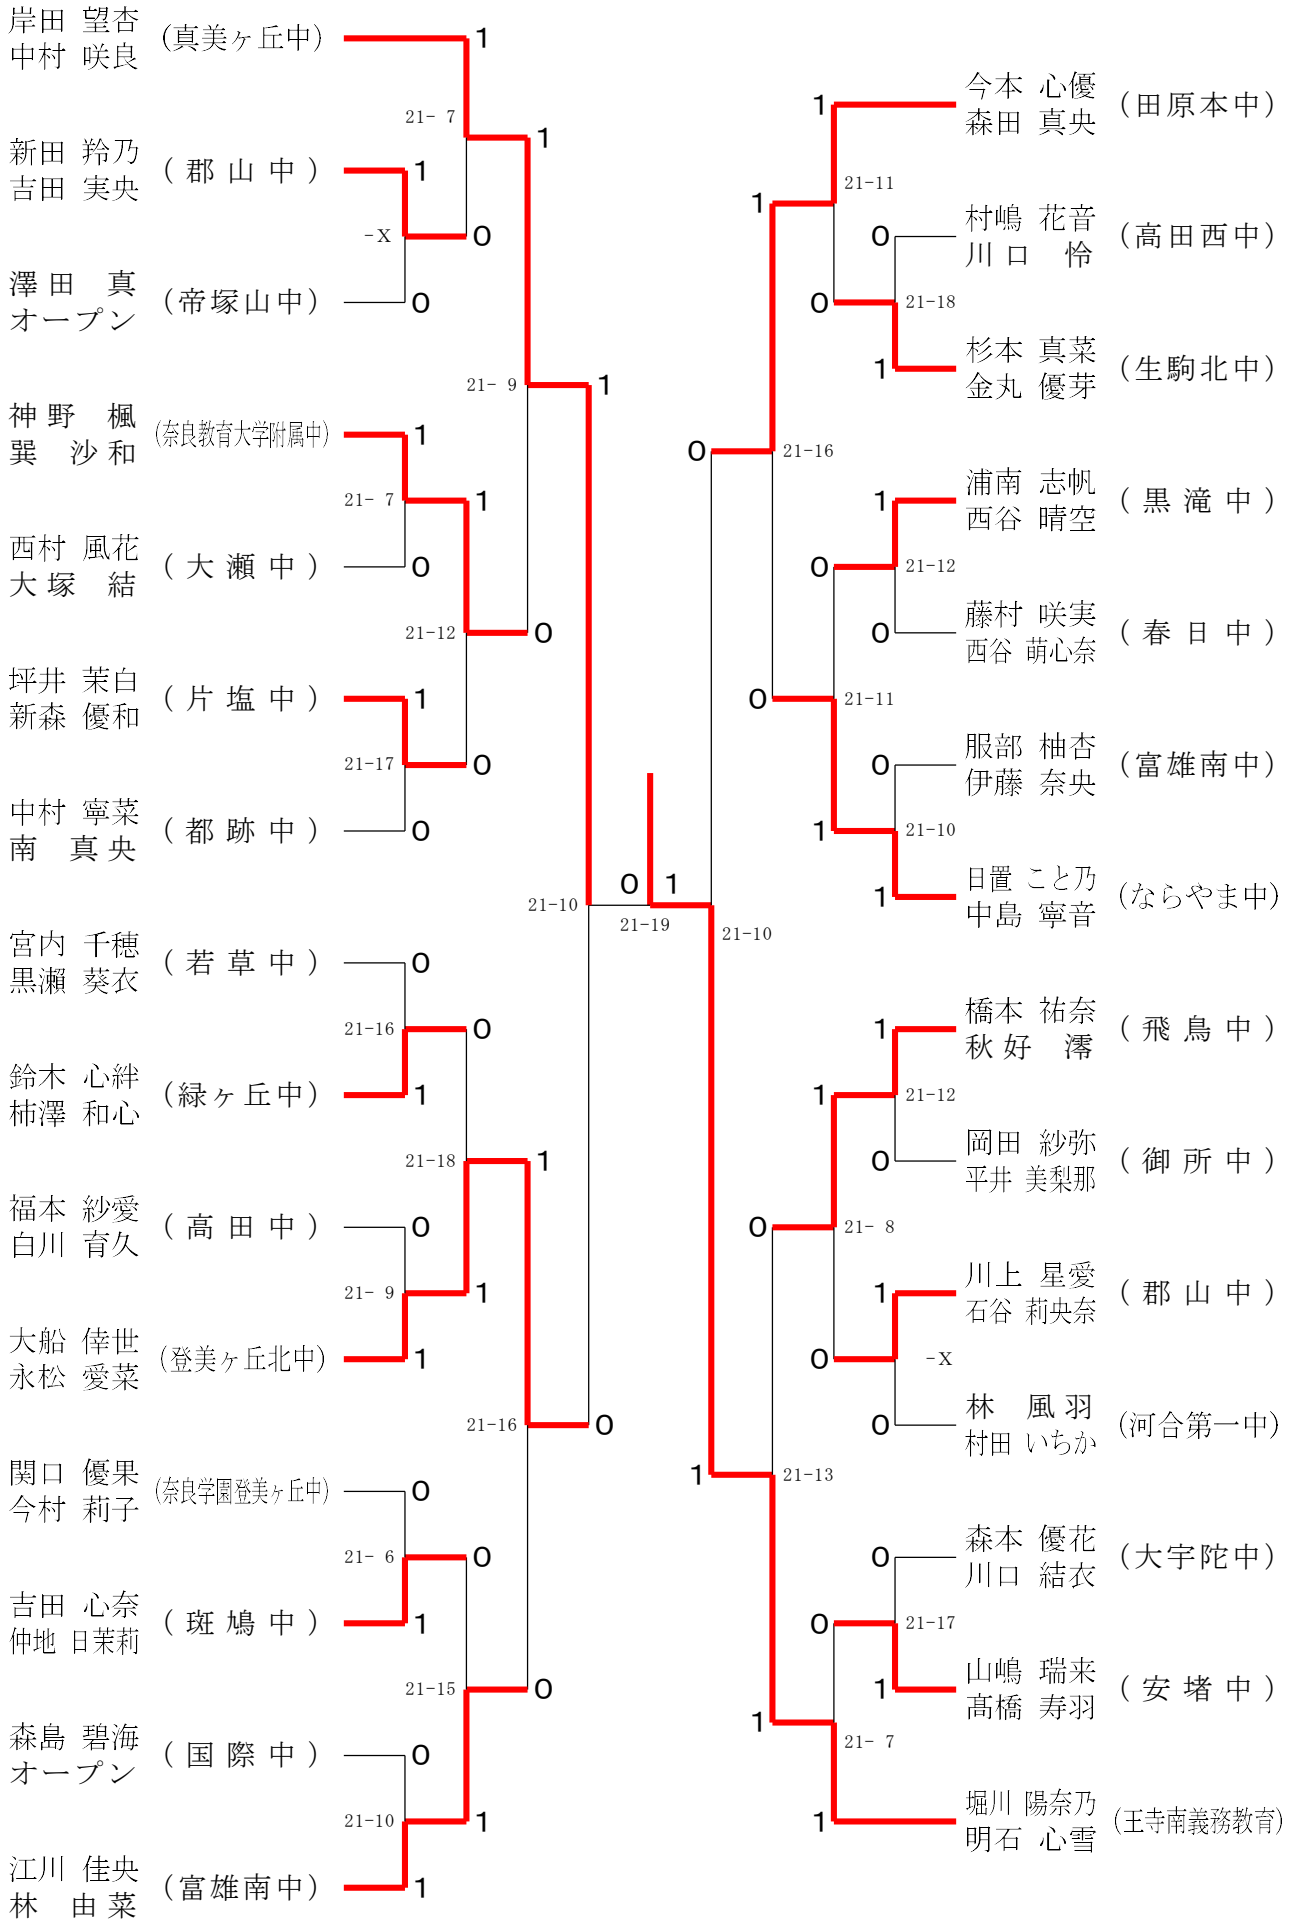 岸田 望杏
中村 咲良
(真美ヶ丘中)
1
21- 7
1
新田 羚乃
吉田 実央
(郡山中)
1
-X
0
澤田 真
オープン
(帝塚山中)
0
21- 9
1
神野 楓
巽 沙和
(奈良教育大学附属中)
1
21- 7
1
西村 風花
大塚 結
(大瀬中)
0
21-12
0
坪井 茉白
新森 優和
(片塩中)
1
21-17
0
中村 寧菜
南 真央
(都跡中)
0
21-10
宮内 千穂
黒瀬 葵衣
(若草中)
0
21-16
0
鈴木 心絆
柿澤 和心
(緑ヶ丘中)
1
21-18
1
福本 紗愛
白川 育久
(高田中)
0
21- 9
1
大船 倖世
永松 愛菜
(登美ヶ丘北中)
1
21-16
0
関口 優果
今村 莉子
(奈良学園登美ヶ丘中)
0
21- 6
0
吉田 心奈
仲地 日茉莉
(斑鳩中)
1
21-15
0
森島 碧海
オープン
(国際中)
0
21-10
1
江川 佳央
林 由菜
(富雄南中)
1
0 1
21-19
今本 心優
森田 真央
(田原本中)
1
21-11
1
村嶋 花音
川口 怜
(高田西中)
0
21-18
0
杉本 真菜
金丸 優芽
(生駒北中)
1
21-16
0
浦南 志帆
西谷 晴空
(黒滝中)
1
21-12
0
藤村 咲実
西谷 萌心奈
(春日中)
0
21-11
0
服部 柚杏
伊藤 奈央
(富雄南中)
0
21-10
1
日置 こと乃
中島 寧音
(ならやま中)
1
21-10
橋本 祐奈
秋好 澪
(飛鳥中)
1
21-12
1
岡田 紗弥
平井 美梨那
(御所中)
0
21- 8
0
川上 星愛
石谷 莉央奈
(郡山中)
1
-X
0
林 風羽
村田 いちか
(河合第一中)
0
21-13
1
森本 優花
川口 結衣
(大宇陀中)
0
21-17
0
山嶋 瑞来
髙橋 寿羽
(安堵中)
1
21- 7
1
堀川 陽奈乃
明石 心雪
(王寺南義務教育)
1